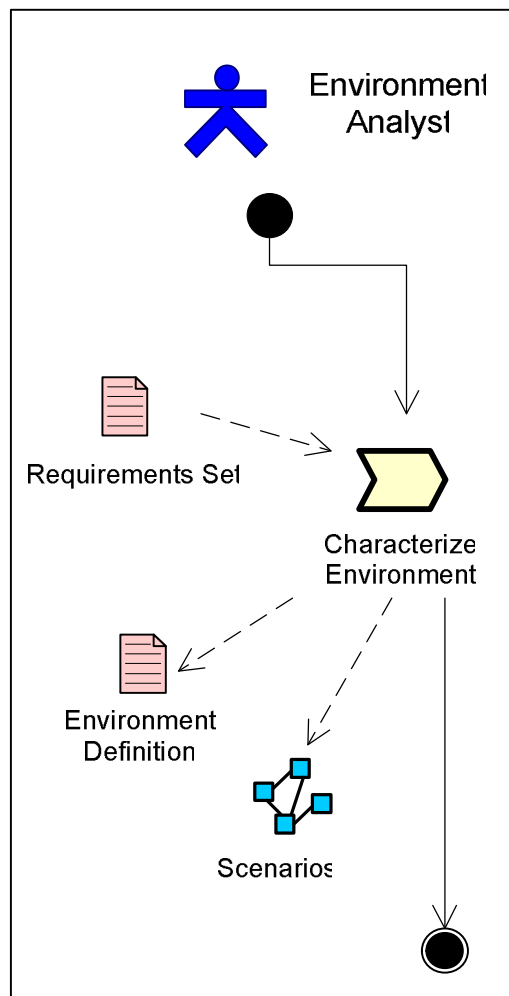 Environment
Analyst
Requirements Set
Characterize
Environment
Environment
Definition
Scenarios